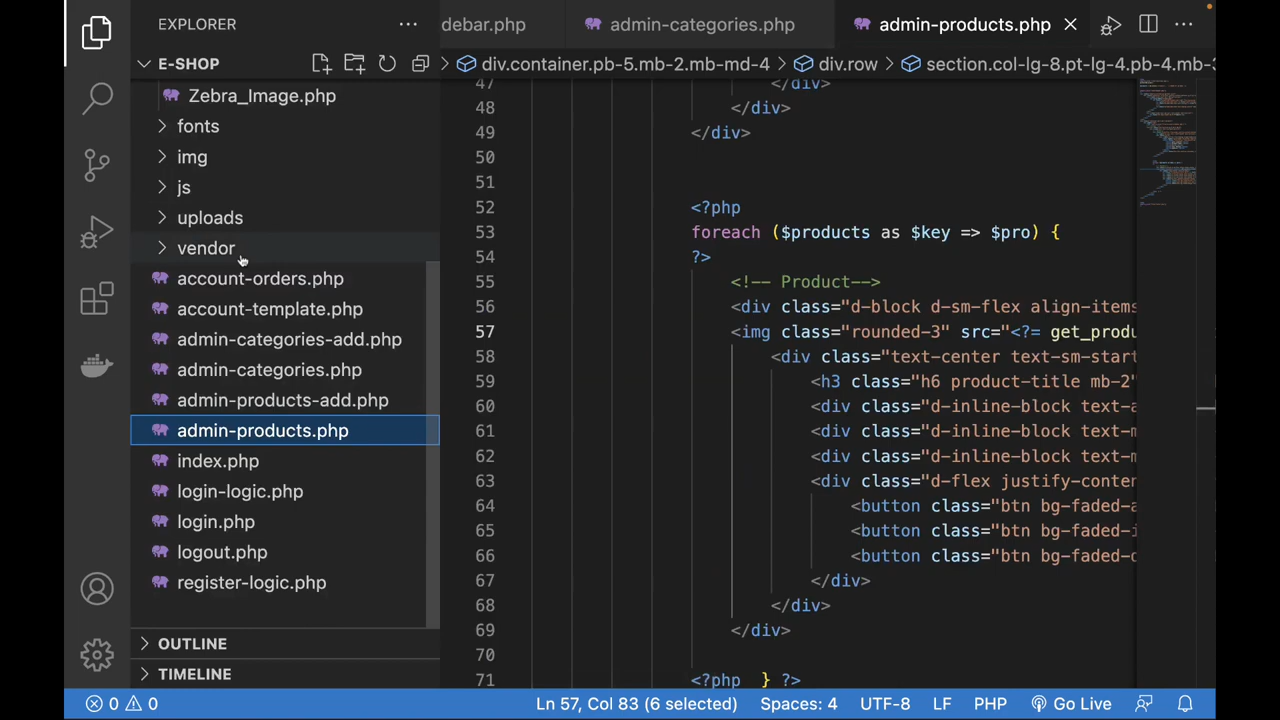 EXPLORER
E-SHOP
Zebra_Image.php
fonts
img
js
uploads
vendor
account-orders.php
account-template.php
admin-categories-add.php
admin-categories.php
admin-products-add.php
admin-products.php
index.php
login-logic.php
login.php
logout.php
register-logic.php
OUTLINE
TIMELINE
debar.php admin-categories.php admin-products.php
div.container.pb-5.mb-2.mb-md-4 > div.row > section.col-lg-8.pt-lg-4.pb-4.mb-3
47 </div>
48 </div>
49 </div>
50
51
52 <?php
53 foreach ($products as $key => $pro) {
54 ?>
55 <!-- Product-->
56 <div class="d-block d-sm-flex align-items
57 <img class="rounded-3" src="<?= get_produ
58 <div class="text-center text-sm-start
59 <h3 class="h6 product-title mb-2"
60 <div class="d-inline-block text-a
61 <div class="d-inline-block text-m
62 <div class="d-inline-block text-m
63 <div class="d-flex justify-conten
64 <button class="btn bg-faded-a
65 <button class="btn bg-faded-i
66 <button class="btn bg-faded-d
67 </div>
68 </div>
69 </div>
70
71 <?php } ?>
0 0 Ln 57, Col 83 (6 selected) Spaces: 4 UTF-8 LF PHP Go Live